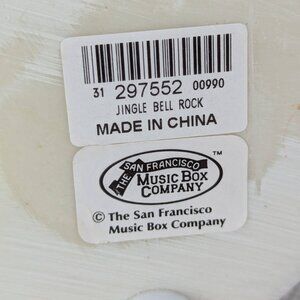 31 297552 00990
JINGLE BELL ROCK
MADE IN CHINA
THE SAN FRANCISCO
MUSIC BOX
COMPANY
™
© The San Francisco
Music Box Company